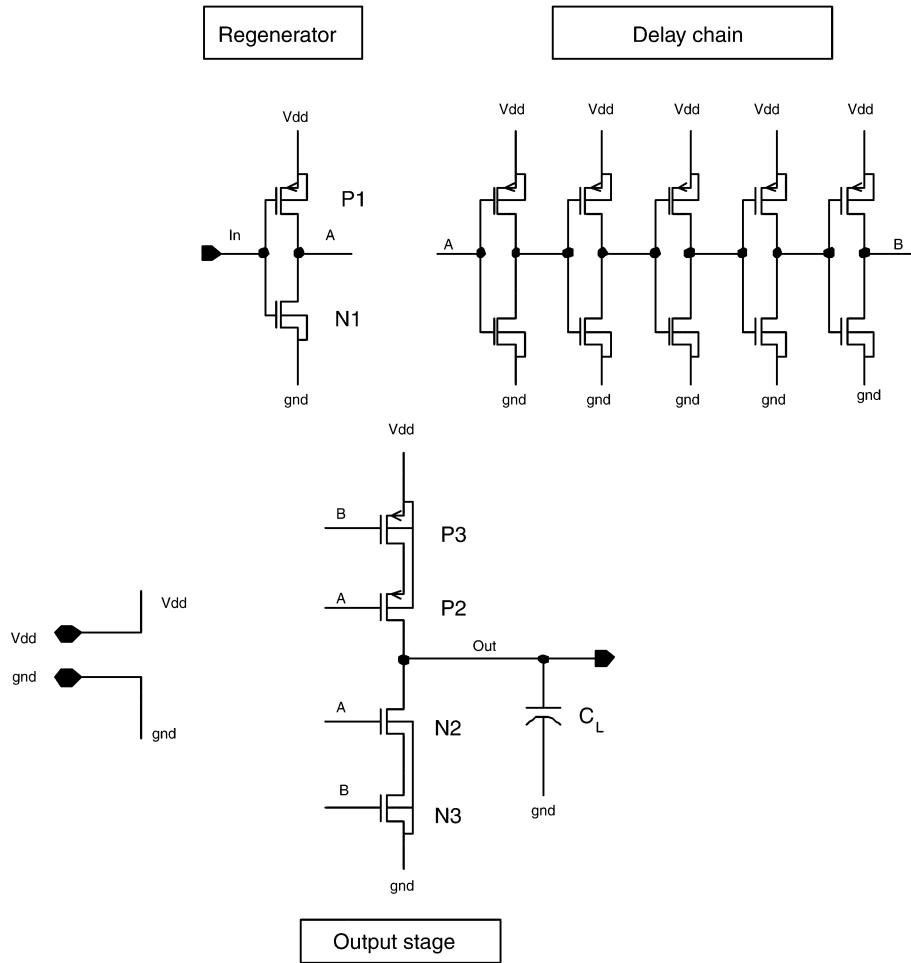 Regenerator
Delay chain
Vdd
Vdd
Vdd
Vdd
Vdd
Vdd
P1
In
A
A
B
N1
gnd
gnd
gnd
gnd
gnd
gnd
Vdd
B
P3
A
P2
Vdd
Vdd
Out
gnd
A
N2
CL
gnd
B
N3
gnd
gnd
Output stage